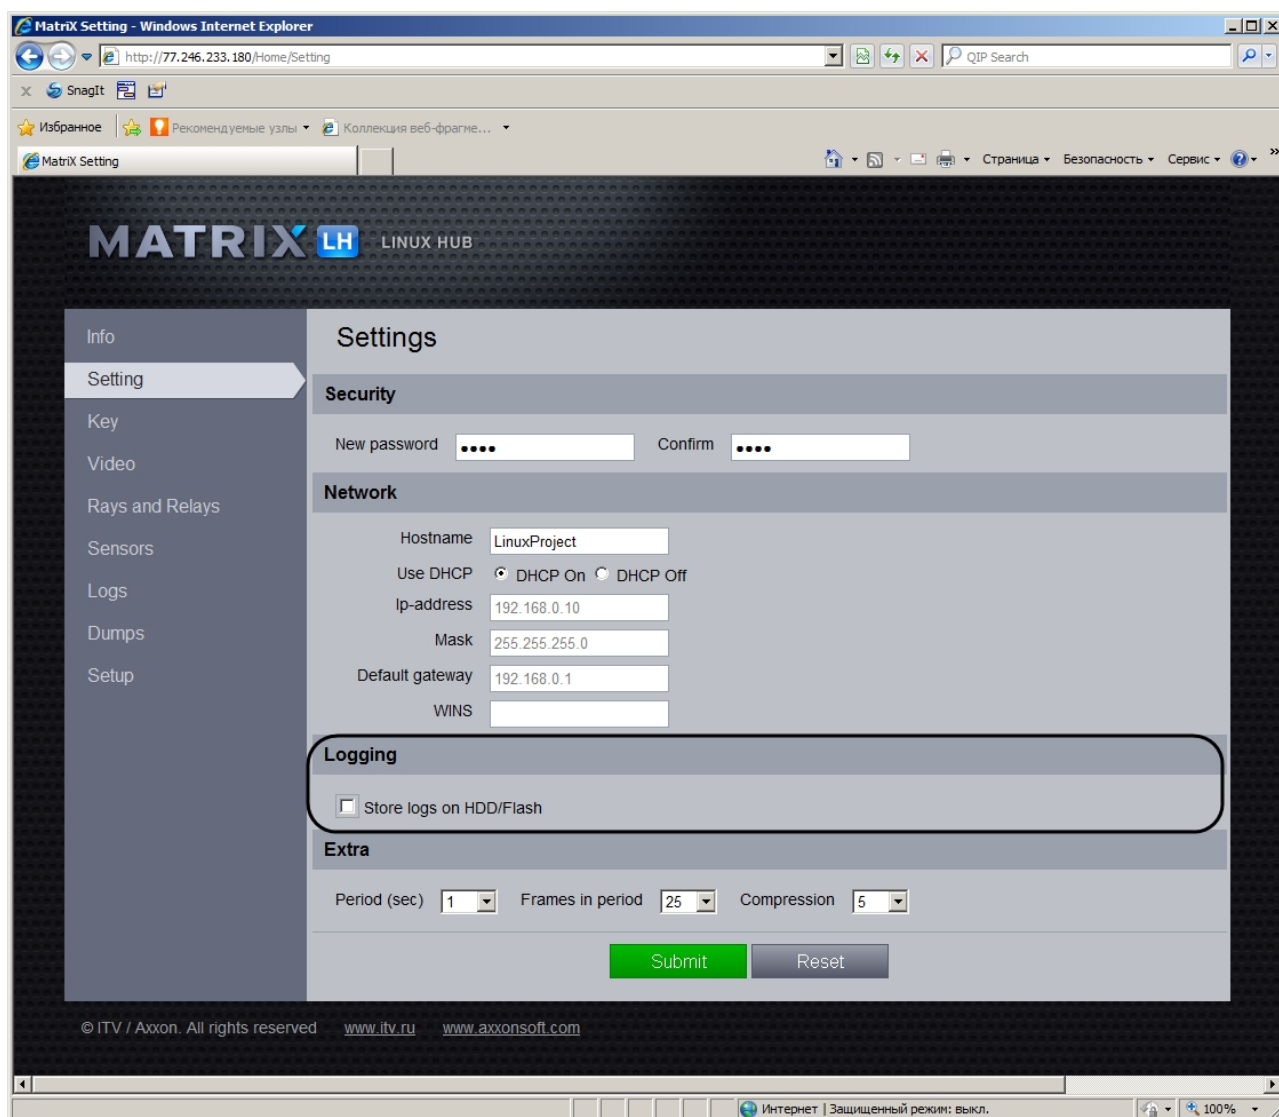 MatriX Setting - Windows Internet Explorer
http://77.246.233.180/Home/Setting
QIP Search
x SnagIt
Избранное Рекомендуемые узлы Коллекция веб-фрагме...
MatriX Setting Страница Безопасность Сервис »
MATRIX LH LINUX HUB
Info
Setting
Key
Video
Rays and Relays
Sensors
Logs
Dumps
Setup
Settings
Security
New password •••• Confirm ••••
Network
Hostname LinuxProject
Use DHCP DHCP On DHCP Off
Ip-address 192.168.0.10
Mask 255.255.255.0
Default gateway 192.168.0.1
WINS
Logging
Store logs on HDD/Flash
Extra
Period (sec) 1 Frames in period 25 Compression 5
Submit Reset
© ITV / Axxon. All rights reserved www.itv.ru www.axxonsoft.com
Интернет | Защищенный режим: выкл. 100%